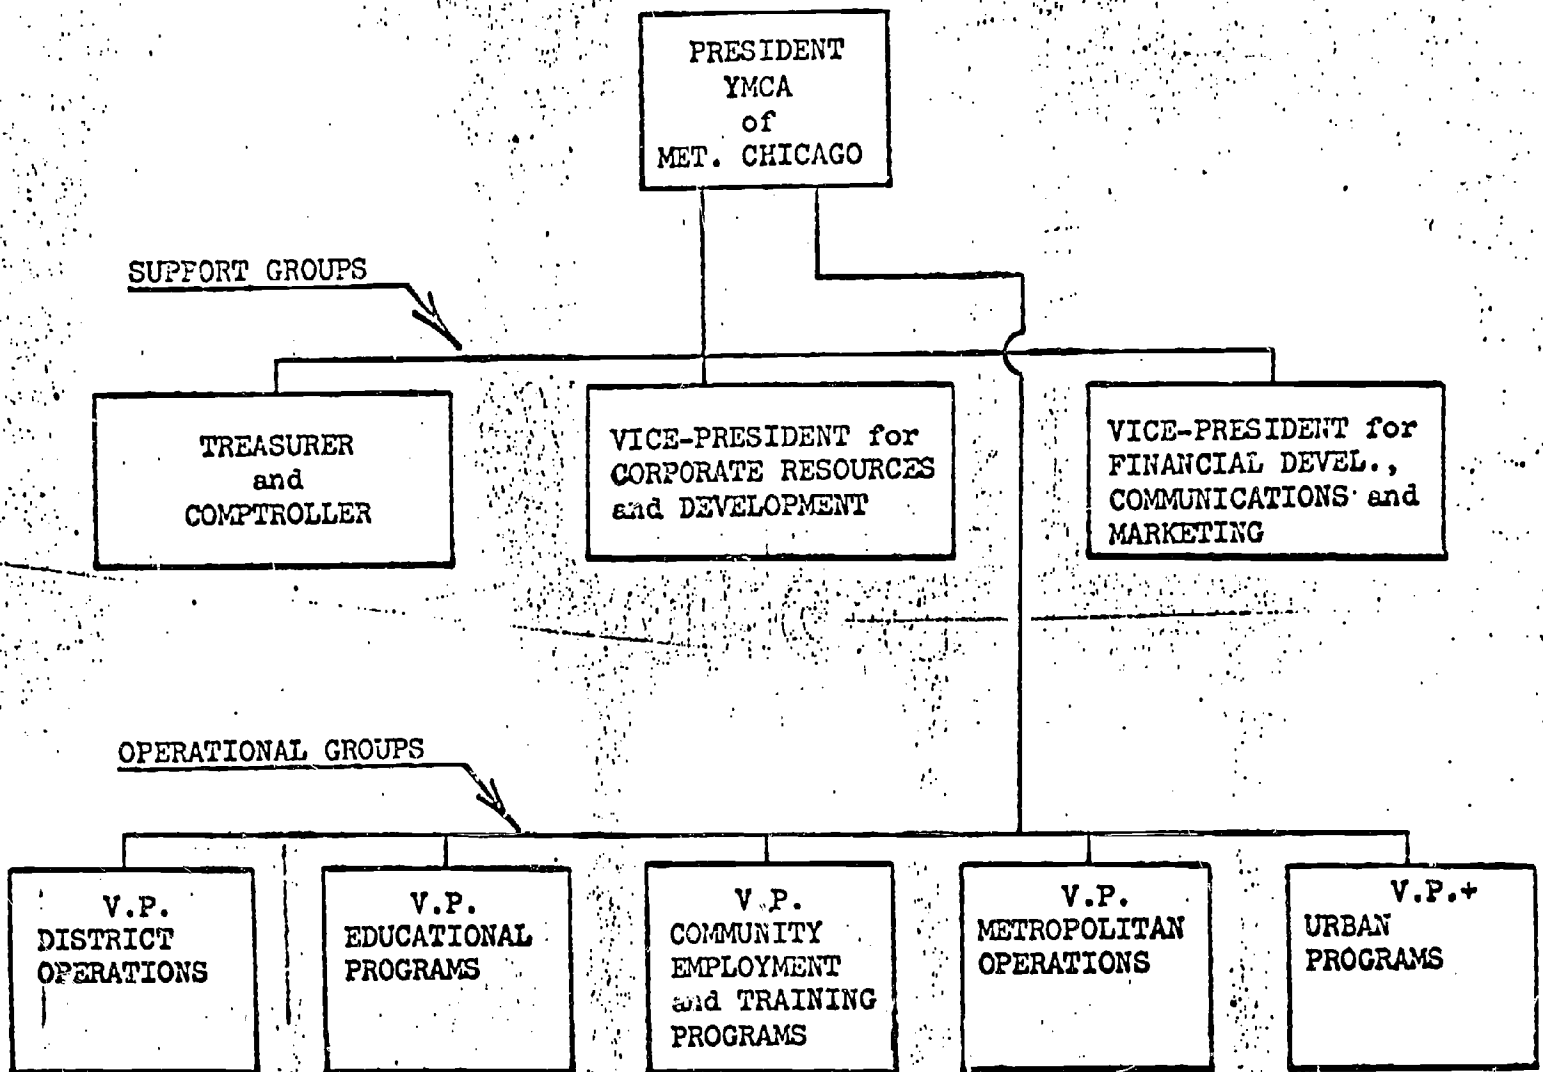 PRESIDENT
YMCA
of
MET. CHICAGO
SUPPORT GROUPS
TREASURER
and
COMPTROLLER
VICE-PRESIDENT for
CORPORATE RESOURCES
and DEVELOPMENT
VICE-PRESIDENT for
FINANCIAL DEVEL.,
COMMUNICATIONS and
MARKETING
OPERATIONAL GROUPS
V.P.
DISTRICT
OPERATIONS
V.P.
EDUCATIONAL
PROGRAMS
V.P.
COMMUNITY
EMPLOYMENT
and TRAINING
PROGRAMS
V.P.
METROPOLITAN
OPERATIONS
V.P.+
URBAN
PROGRAMS